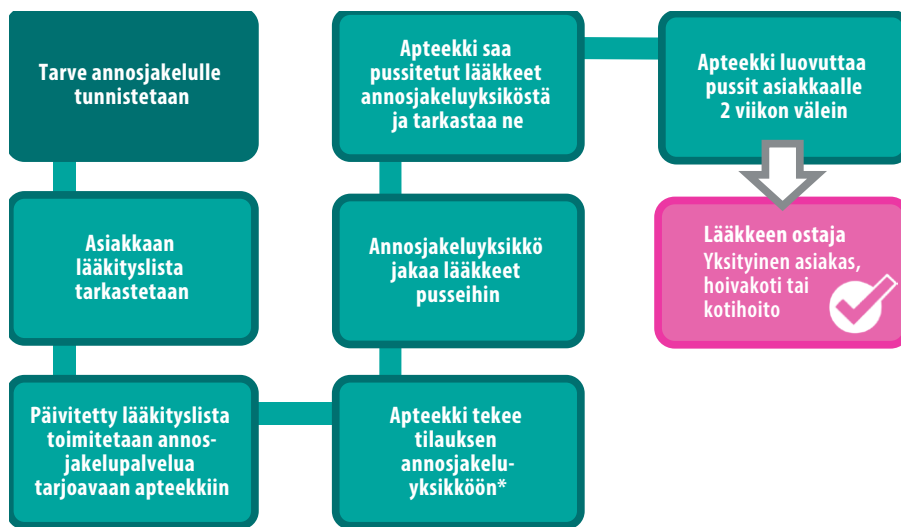 Tarve annosjakelulle
tunnistetaan
Asiakkaan
lääkityslista
tarkastetaan
Päivitetty lääkityslista
toimitetaan annos-
jakelupalvelua
tarjoavaan apteekkiin
Apteekki tekee
tilauksen
annosjakelu-
yksikköön*
Annosjakeluyksikkö
jakaa lääkkeet
pusseihin
Apteekki saa
pussitetut lääkkeet
annosjakeluyksiköstä
ja tarkastaa ne
Apteekki luovuttaa
pussit asiakkaalle
2 viikon välein
Lääkkeen ostaja
Yksityinen asiakas,
hoivakoti tai
kotihoito